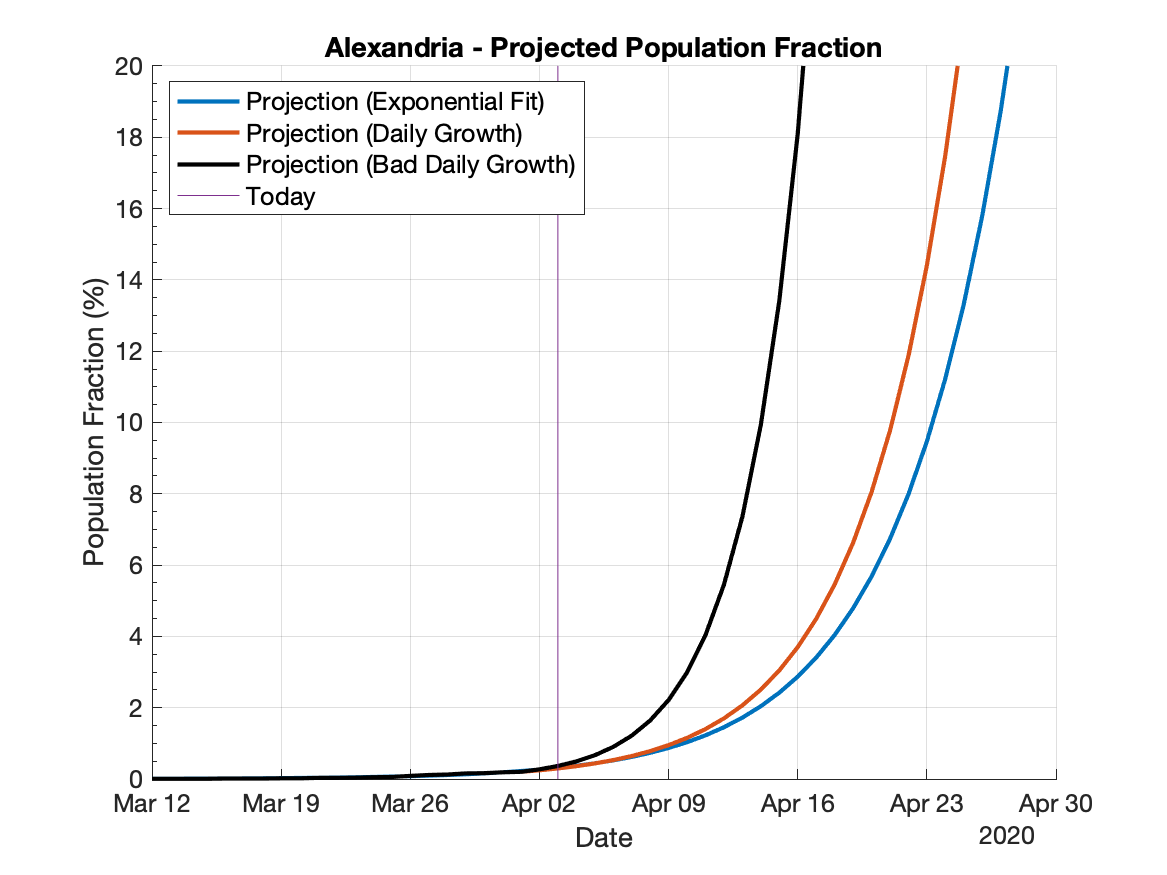 Alexandria - Projected Population Fraction
Projection (Exponential Fit)
Projection (Daily Growth)
Projection (Bad Daily Growth)
Today
Population Fraction (%)
20
18
16
14
12
10
8
6
4
2
0
Mar 12 Mar 19 Mar 26 Apr 02 Apr 09 Apr 16 Apr 23 Apr 30
Date
2020